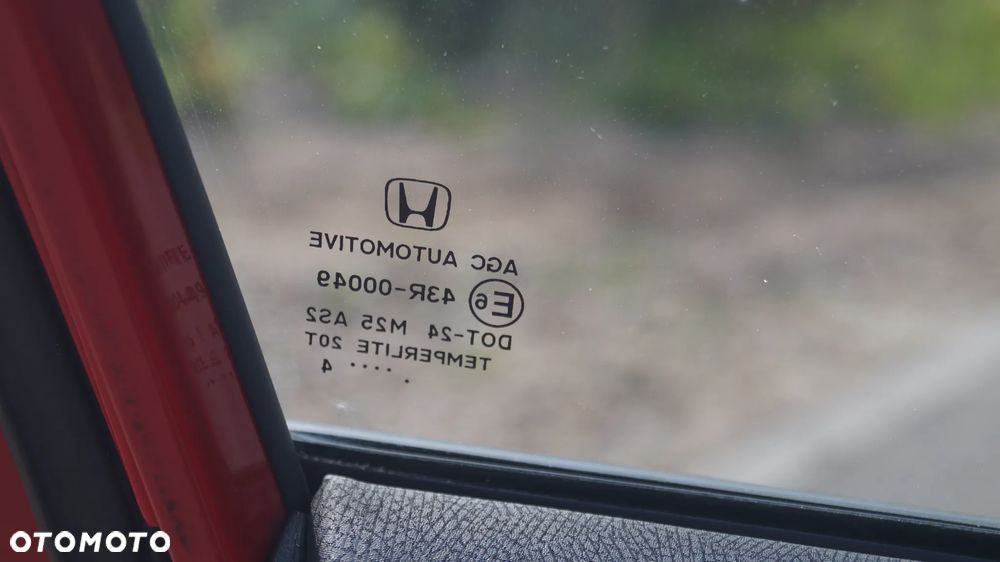 AGC AUTOMOTIVE
E6 43R-00049
DOT-24 M25 AS2
TEMPERLITE 20T
. .... 4
OTOMOTO